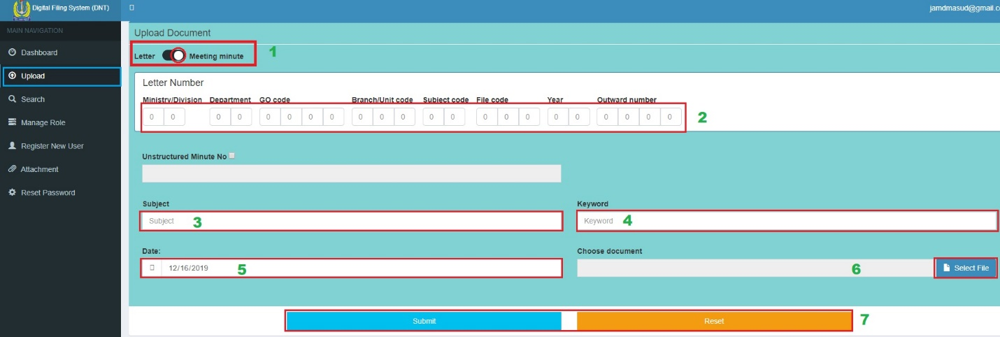 Digital Filing System (DNT)
jamdmasud@gmail.c
MAIN NAVIGATION
Dashboard
Upload
Search
Manage Role
Register New User
Attachment
Reset Password
Upload Document
Letter Meeting minute 1
Letter Number
Ministry/Division Department GO code Branch/Unit code Subject code File code Year Outward number
0 0 0 0 0 0 0 0 0 0 0 0 0 0 0 0 0 0 0 0 0 0 2
Unstructured Minute No
Subject Keyword
Subject 3 Keyword 4
Date: Choose document
12/16/2019 5 6 Select File
Submit Reset 7